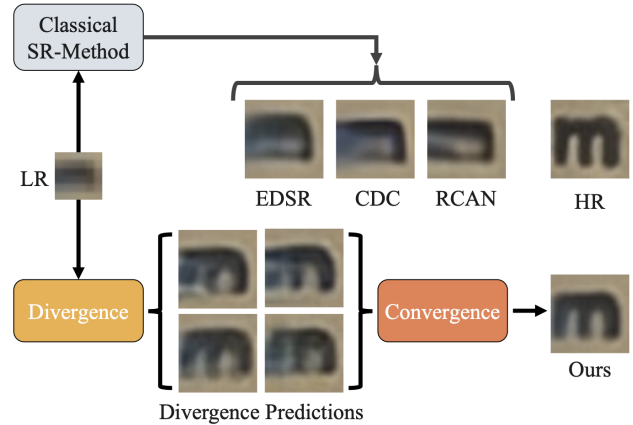 Classical
SR-Method
LR
EDSR
CDC
RCAN
HR
m
Divergence
Convergence
m
Ours
Divergence Predictions